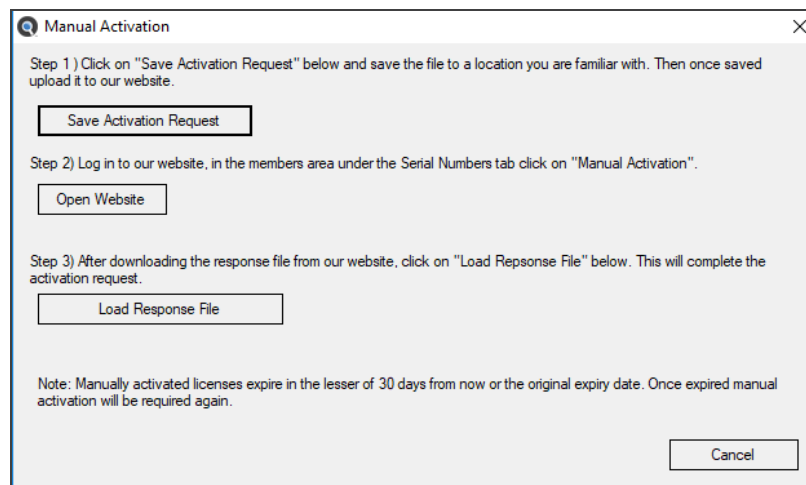 Manual Activation
Step 1 ) Click on "Save Activation Request" below and save the file to a location you are familiar with. Then once saved
upload it to our website.
Save Activation Request
Step 2) Log in to our website, in the members area under the Serial Numbers tab click on "Manual Activation".
Open Website
Step 3) After downloading the response file from our website, click on "Load Repsonse File" below. This will complete the
activation request.
Load Response File
Note: Manually activated licenses expire in the lesser of 30 days from now or the original expiry date. Once expired manual
activation will be required again.
Cancel